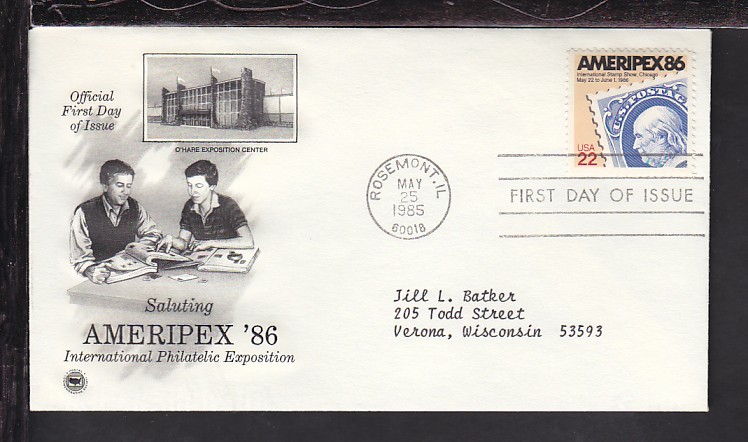 Official
First Day
of Issue
O'HARE EXPOSITION CENTER
Saluting
AMERIPEX '86
International Philatelic Exposition
AMERIPEX86
International Stamp Show, Chicago
May 22 to June 1, 1986
U.S. POSTAG
USA
22
ROSEMONT, IL
MAY
25
1985
60018
FIRST DAY OF ISSUE
Jill L. Batker
205 Todd Street
Verona, Wisconsin 53593